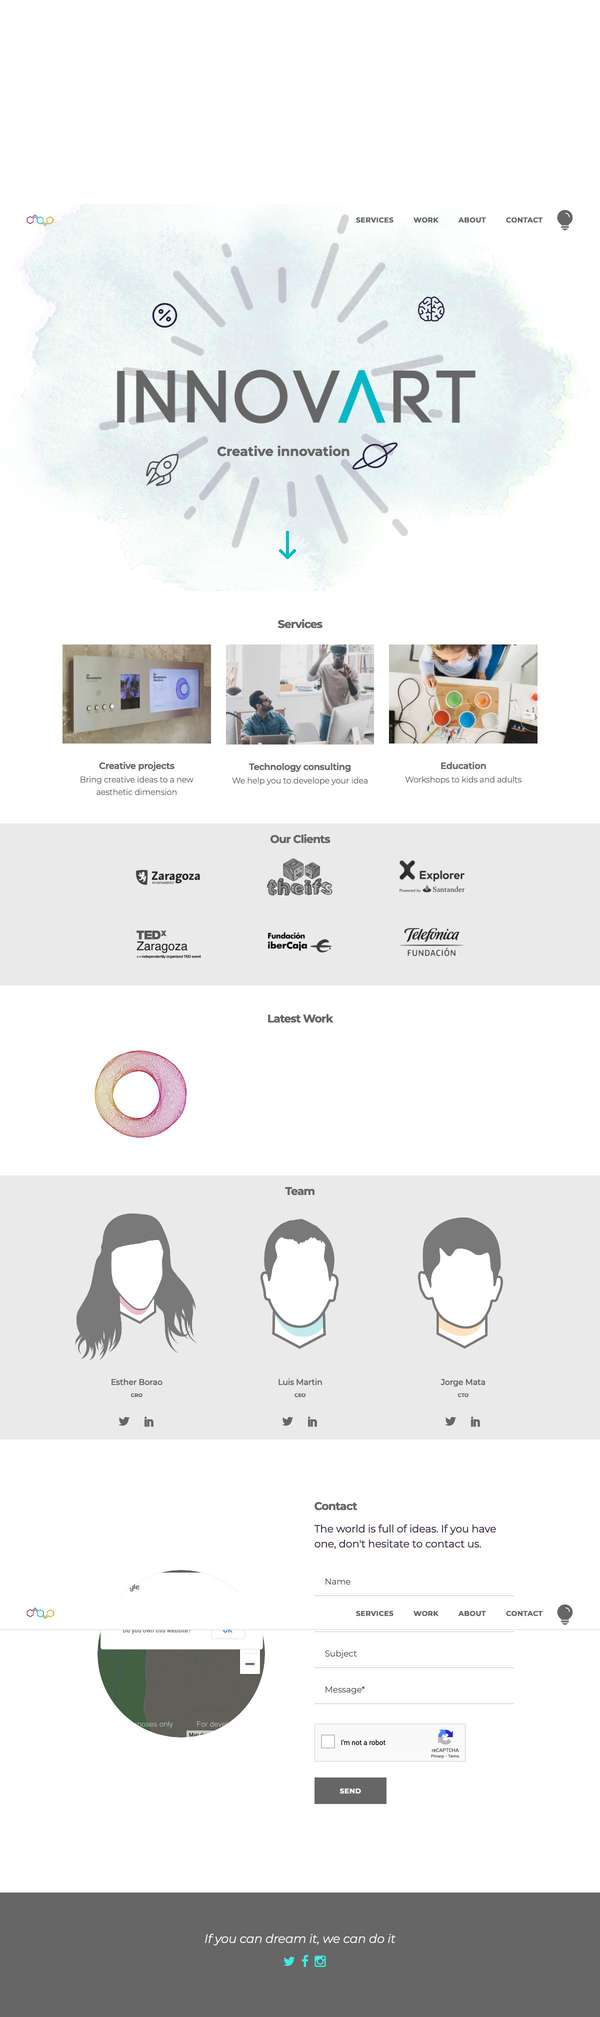 SERVICES WORK ABOUT CONTACT
INNOVART
Creative innovation
Services
Creative projects
Bring creative ideas to a new
aesthetic dimension
Technology consulting
We help you to develope your idea
Education
Workshops to kids and adults
Our Clients
Zaragoza
theifs
Explorer
Powered by Santander
TEDx
Zaragoza
x = independently organized TED event
Fundación
iberCaja
Telefónica
FUNDACIÓN
Latest Work
Team
Esther Borao
CRO
Luis Martin
CEO
Jorge Mata
CTO
Contact
The world is full of ideas. If you have
one, don't hesitate to contact us.
Name
SERVICES WORK ABOUT CONTACT
Do you own this website? OK
Subject
Message*
poses only
For deve
I'm not a robot
reCAPTCHA
Privacy - Terms
SEND
If you can dream it, we can do it